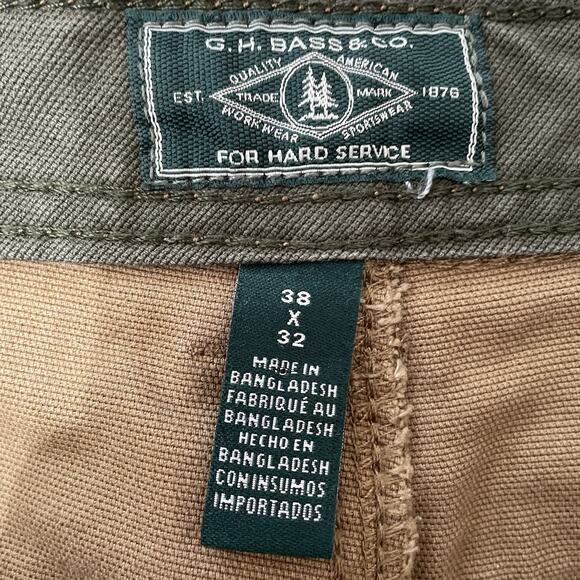 G. H. BASS & CO.
QUALITY AMERICAN
EST. TRADE MARK 1876
WORKWEAR SPORTSWEAR
FOR HARD SERVICE
38
X
32
MADE IN
BANGLADESH
FABRIQUÉ AU
BANGLADESH
HECHO EN
BANGLADESH
CON INSUMOS
IMPORTADOS